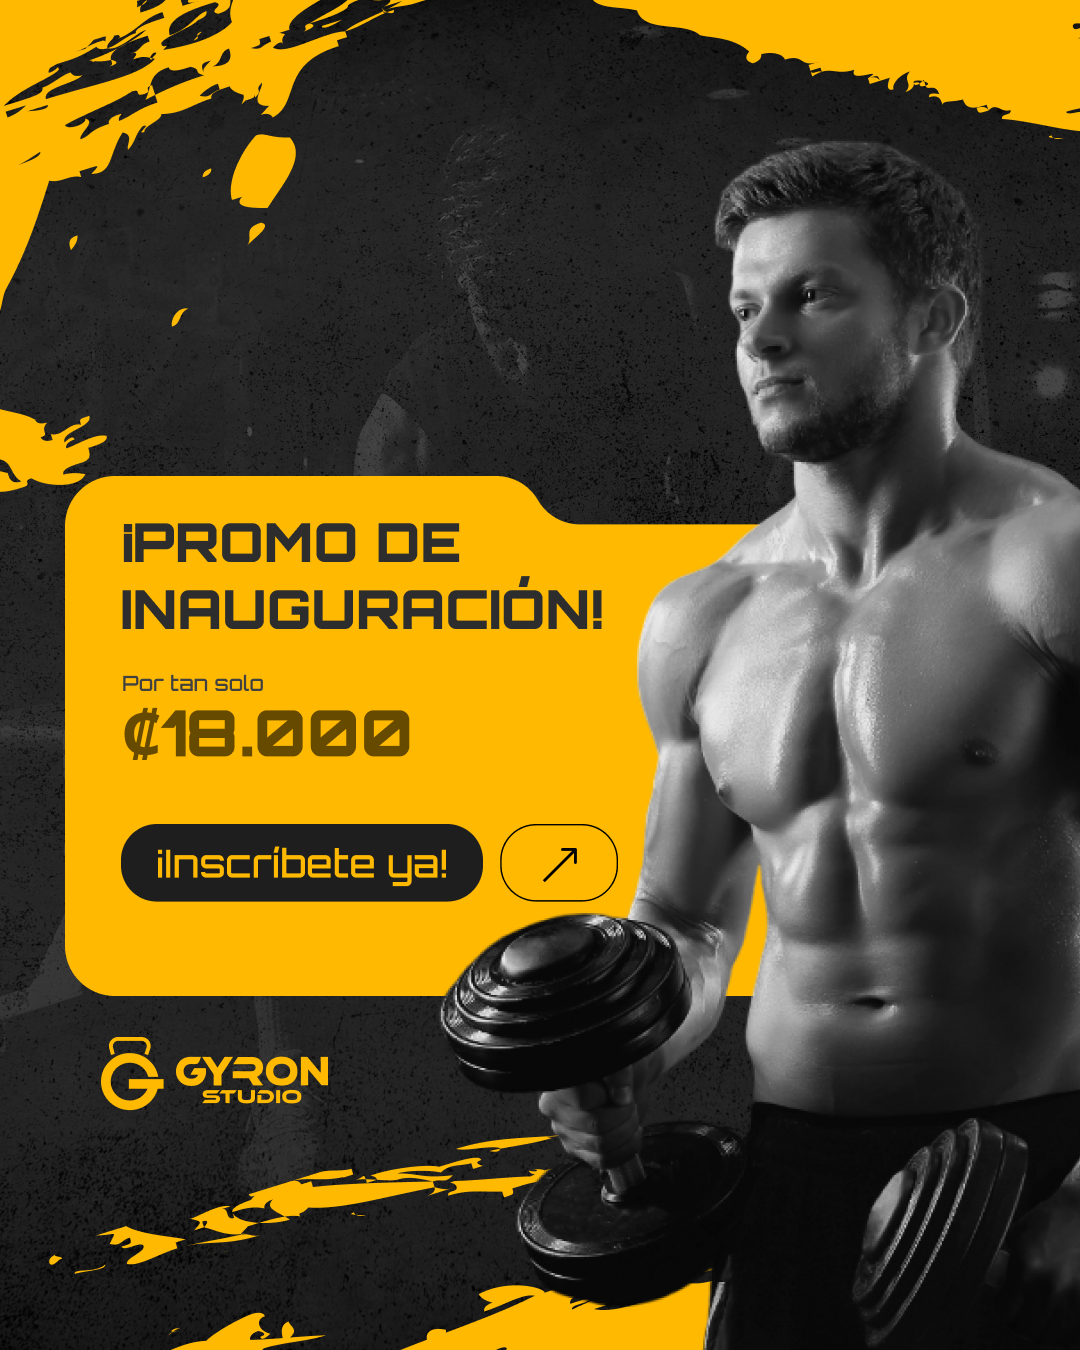 ¡PROMO DE
INAUGURACIÓN!
Por tan solo
₡18.000
¡Inscríbete ya!
GYRON
STUDIO